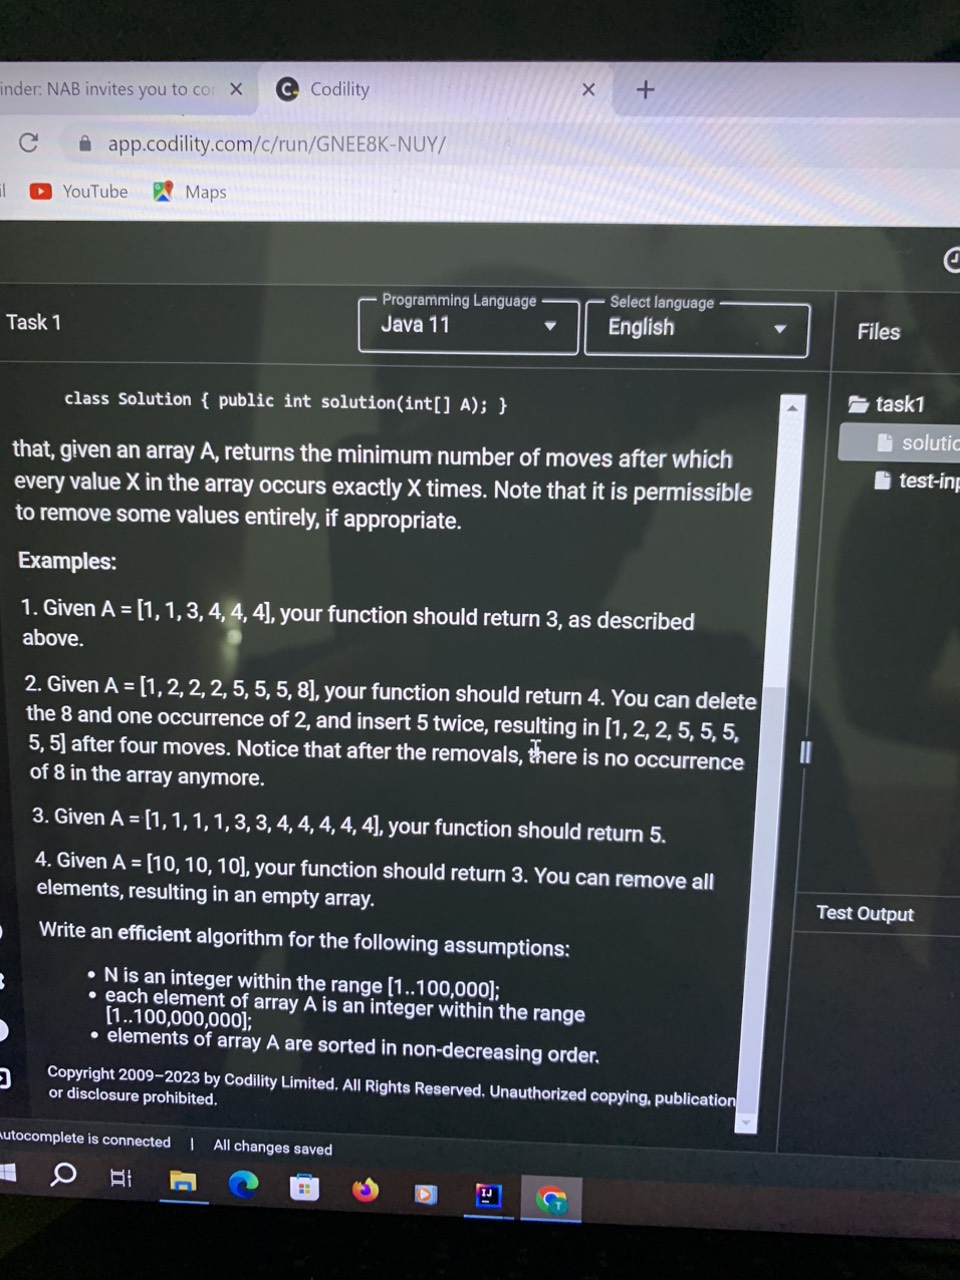 inder: NAB invites you to cor
Codility
app.codility.com/c/run/GNEE8K-NUY/
YouTube
Maps
Task 1
Programming Language
Java 11
Select language
English
Files
class Solution { public int solution(int[] A); }
that, given an array A, returns the minimum number of moves after which
every value X in the array occurs exactly X times. Note that it is permissible
to remove some values entirely, if appropriate.
Examples:
1. Given A = [1, 1, 3, 4, 4, 4], your function should return 3, as described
above.
2. Given A = [1, 2, 2, 2, 5, 5, 5, 8], your function should return 4. You can delete
the 8 and one occurrence of 2, and insert 5 twice, resulting in [1, 2, 2, 5, 5, 5,
5, 5] after four moves. Notice that after the removals, there is no occurrence
of 8 in the array anymore.
3. Given A = [1, 1, 1, 1, 3, 3, 4, 4, 4, 4, 4], your function should return 5.
4. Given A = [10, 10, 10], your function should return 3. You can remove all
elements, resulting in an empty array.
Write an efficient algorithm for the following assumptions:
• N is an integer within the range [1..100,000];
• each element of array A is an integer within the range
[1..100,000,000];
• elements of array A are sorted in non-decreasing order.
Copyright 2009–2023 by Codility Limited. All Rights Reserved. Unauthorized copying, publication
or disclosure prohibited.
task1
solutio
test-inp
Test Output
Autocomplete is connected | All changes saved
IJ
T